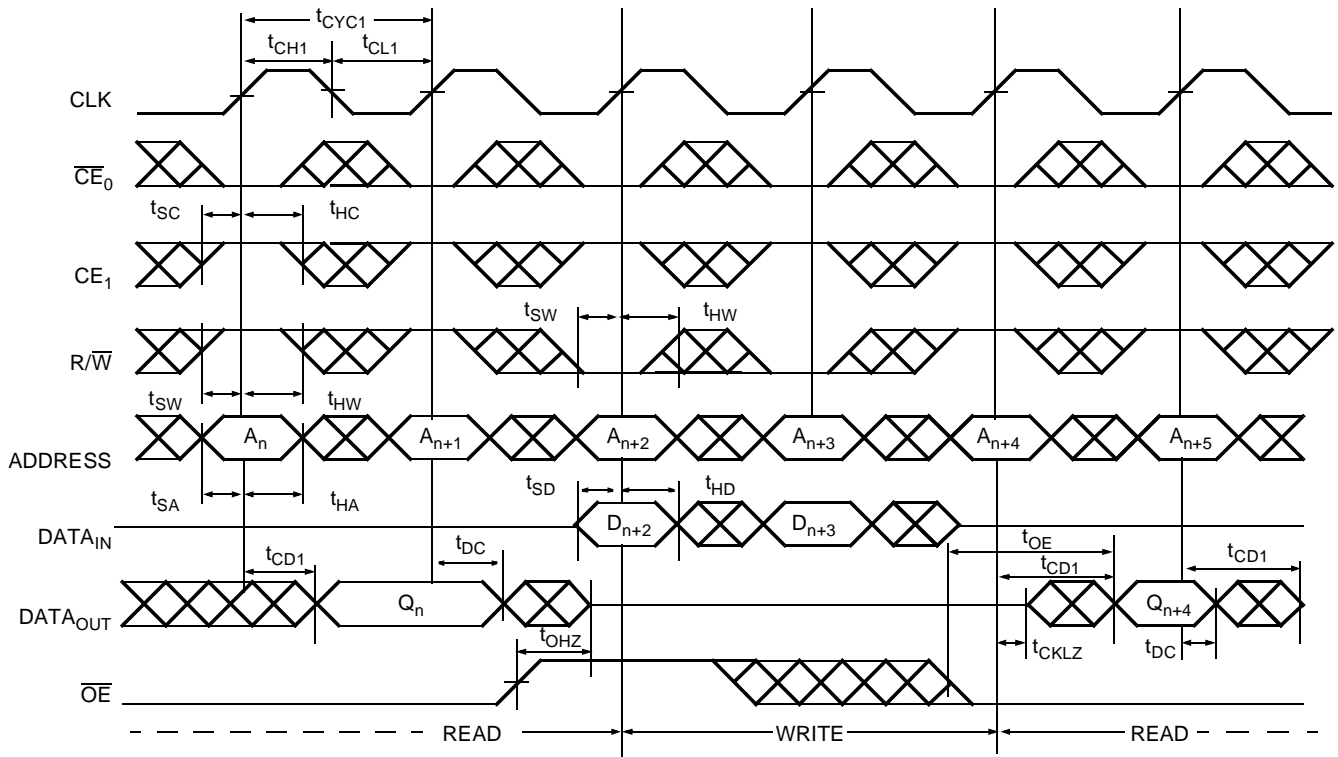 tCYC1
tCH1 tCL1
CLK
CE0
tSC tHC
CE1
tSW tHW
R/W
tSW tHW
An An+1 An+2 An+3 An+4 An+5
ADDRESS
tSA tHA tSD tHD
Dn+2 Dn+3
DATAIN
tCD1 tDC tOE tCD1 tCD1
Qn Qn+4
DATAOUT
tOHZ tCKLZ tDC
OE
READ WRITE READ